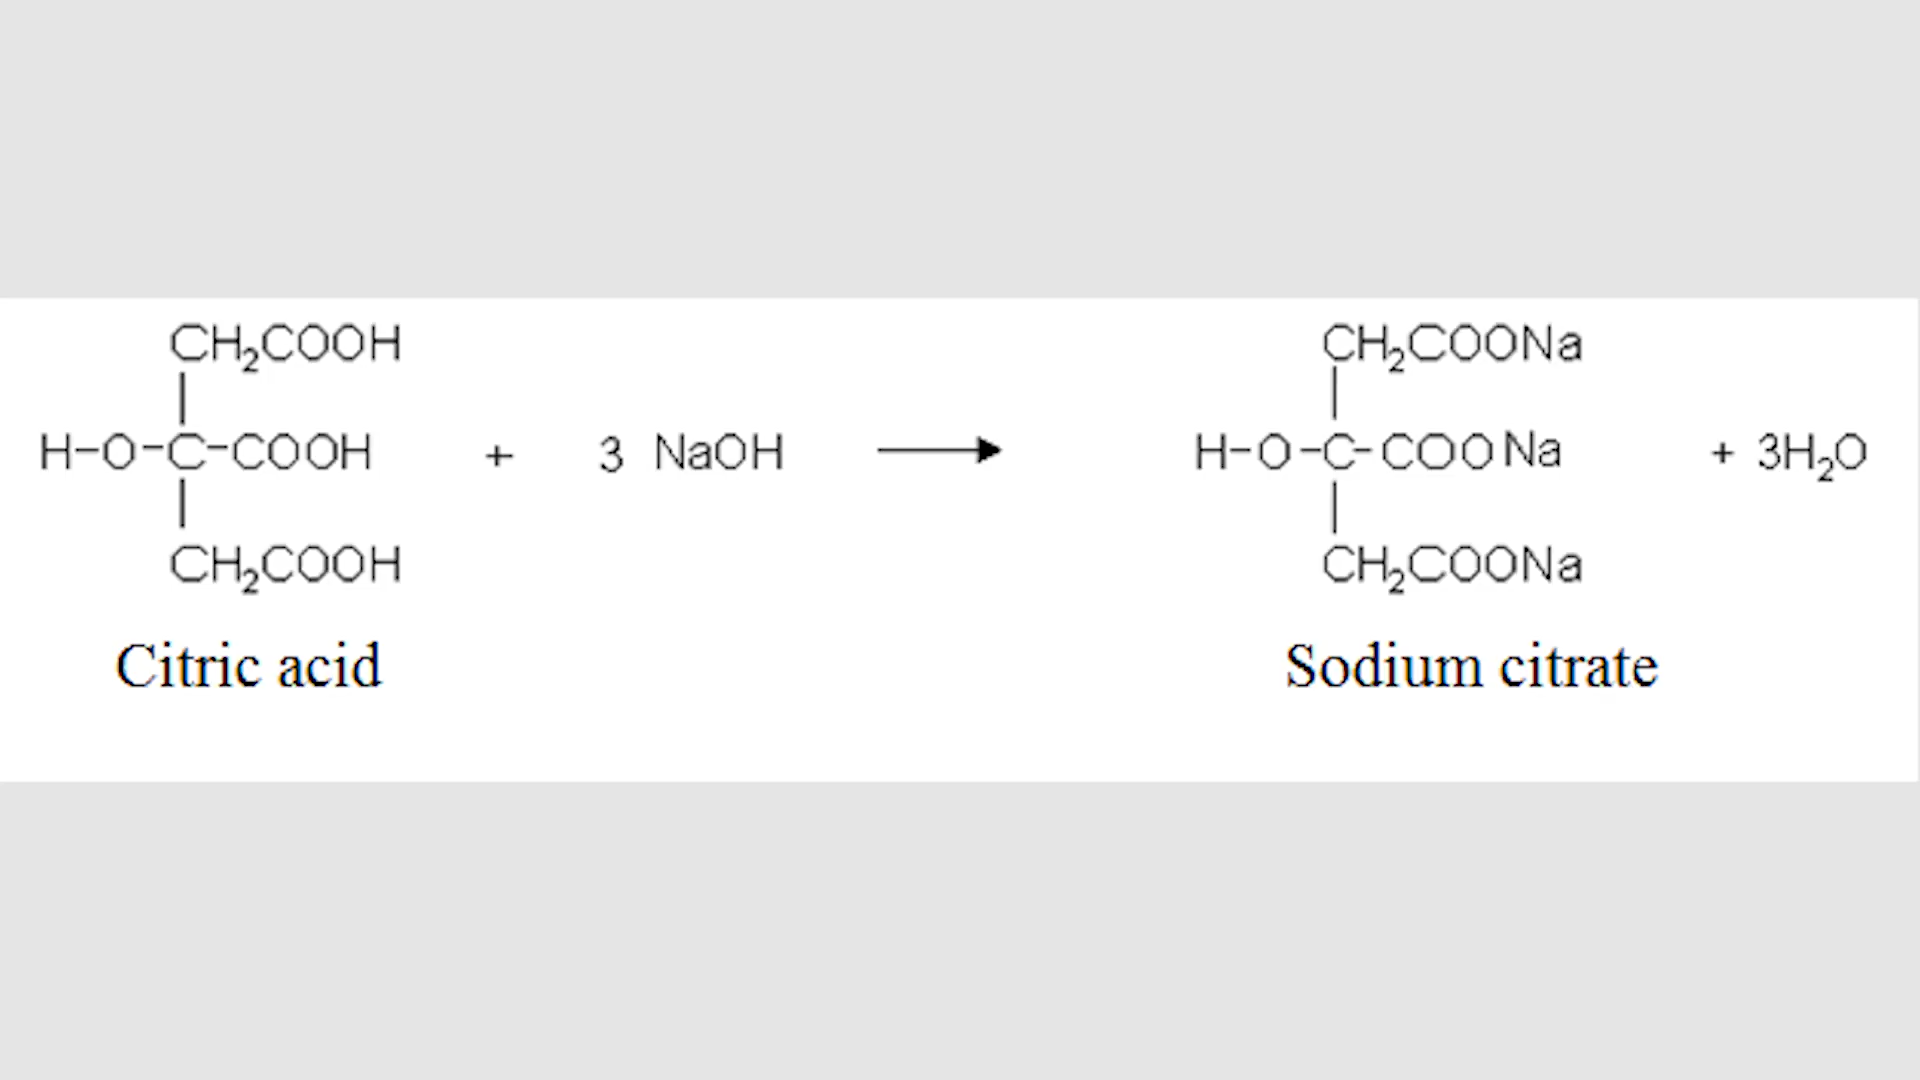 CH₂COOH CH₂COONa
H-O-C-COOH + 3 NaOH → H-O-C-COONa + 3H₂O
CH₂COOH CH₂COONa
Citric acid Sodium citrate